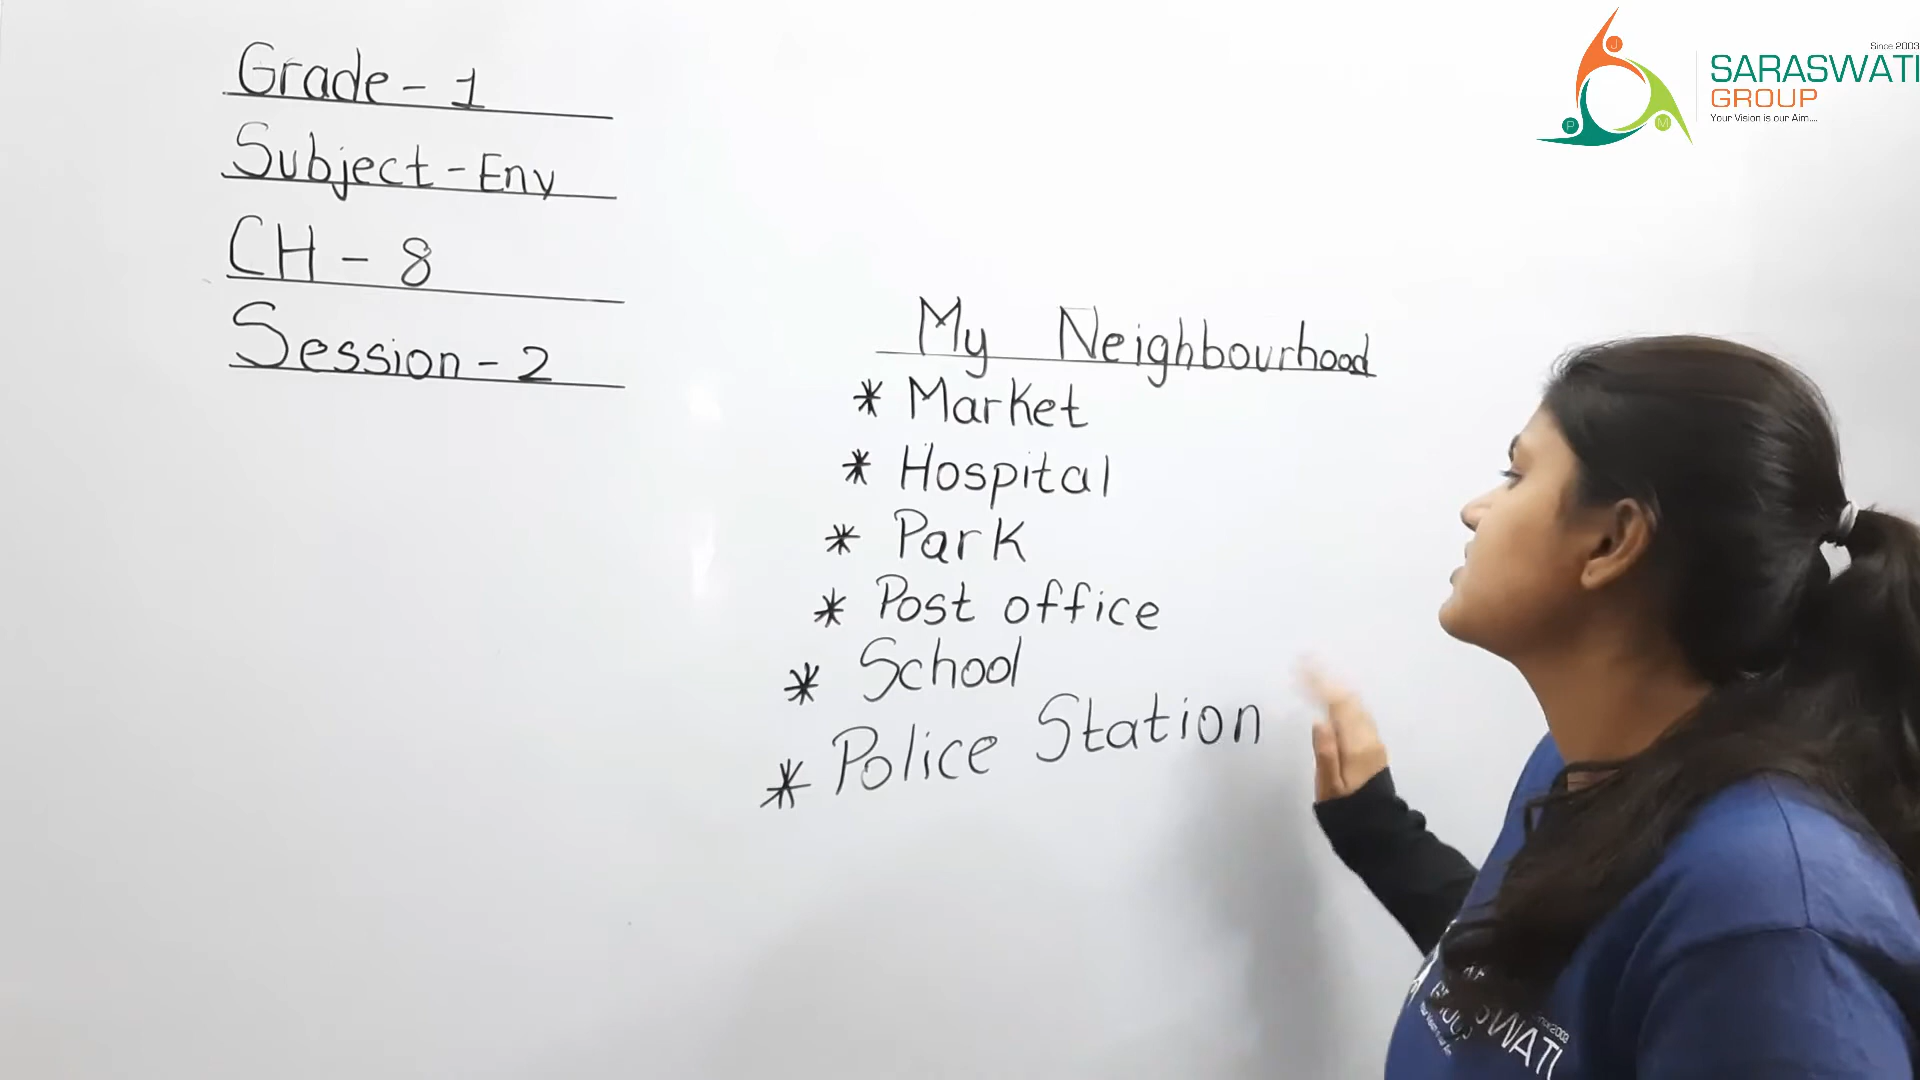 Grade - 1
Subject - Env
CH - 8
Session - 2
My Neighbourhood
* Market
* Hospital
* Park
* Post office
* School
* Police Station
Since 2003
SARASWATI
GROUP
Your Vision is our Aim....
J
P
M